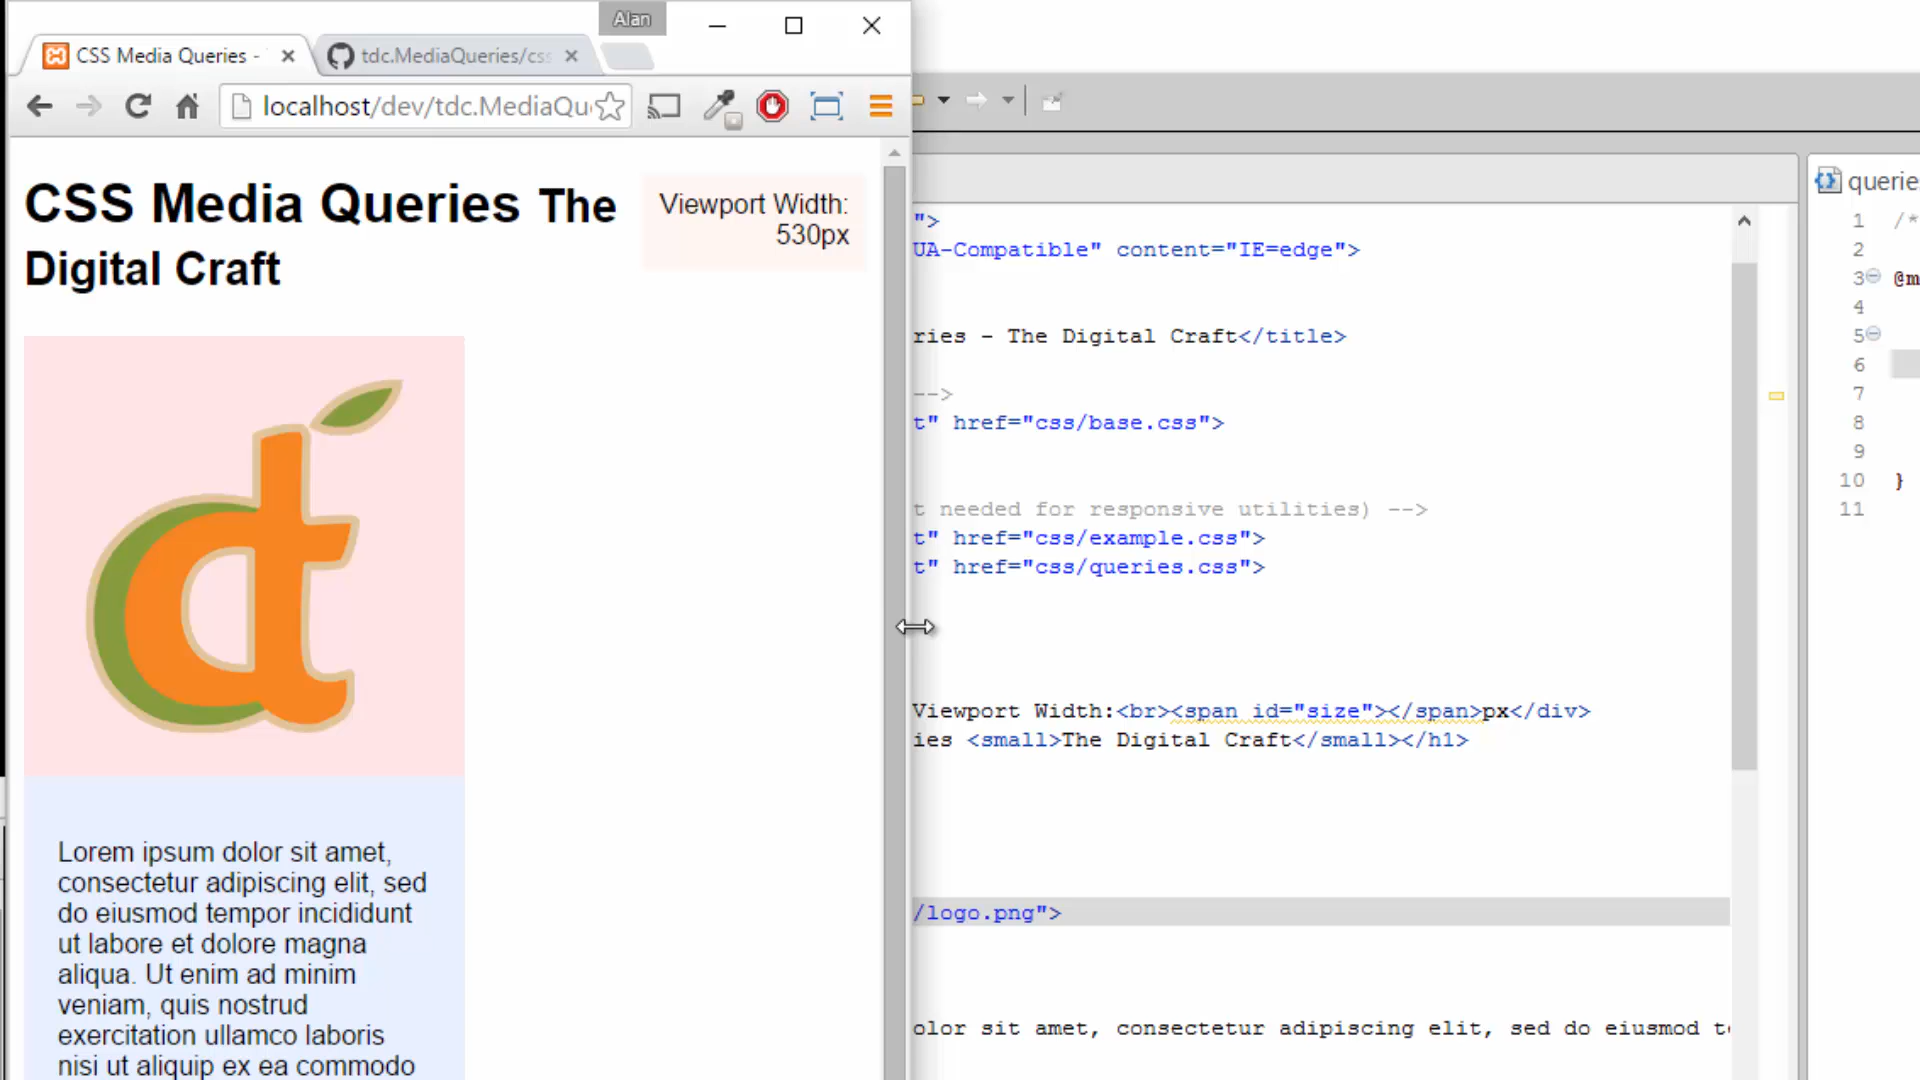 Alan
CSS Media Queries -
tdc.MediaQueries/css
localhost/dev/tdc.MediaQu
CSS Media Queries The
Digital Craft
Viewport Width:
530px
Lorem ipsum dolor sit amet,
consectetur adipiscing elit, sed
do eiusmod tempor incididunt
ut labore et dolore magna
aliqua. Ut enim ad minim
veniam, quis nostrud
exercitation ullamco laboris
nisi ut aliquip ex ea commodo
">
UA-Compatible" content="IE=edge">
ries - The Digital Craft</title>
-->
t" href="css/base.css">
t needed for responsive utilities) -->
t" href="css/example.css">
t" href="css/queries.css">
Viewport Width:<br><span id="size"></span>px</div>
ies <small>The Digital Craft</small></h1>
/logo.png">
olor sit amet, consectetur adipiscing elit, sed do eiusmod t
querie
1 /*
2
3 @m
4
5
6
7
8
9
10 }
11